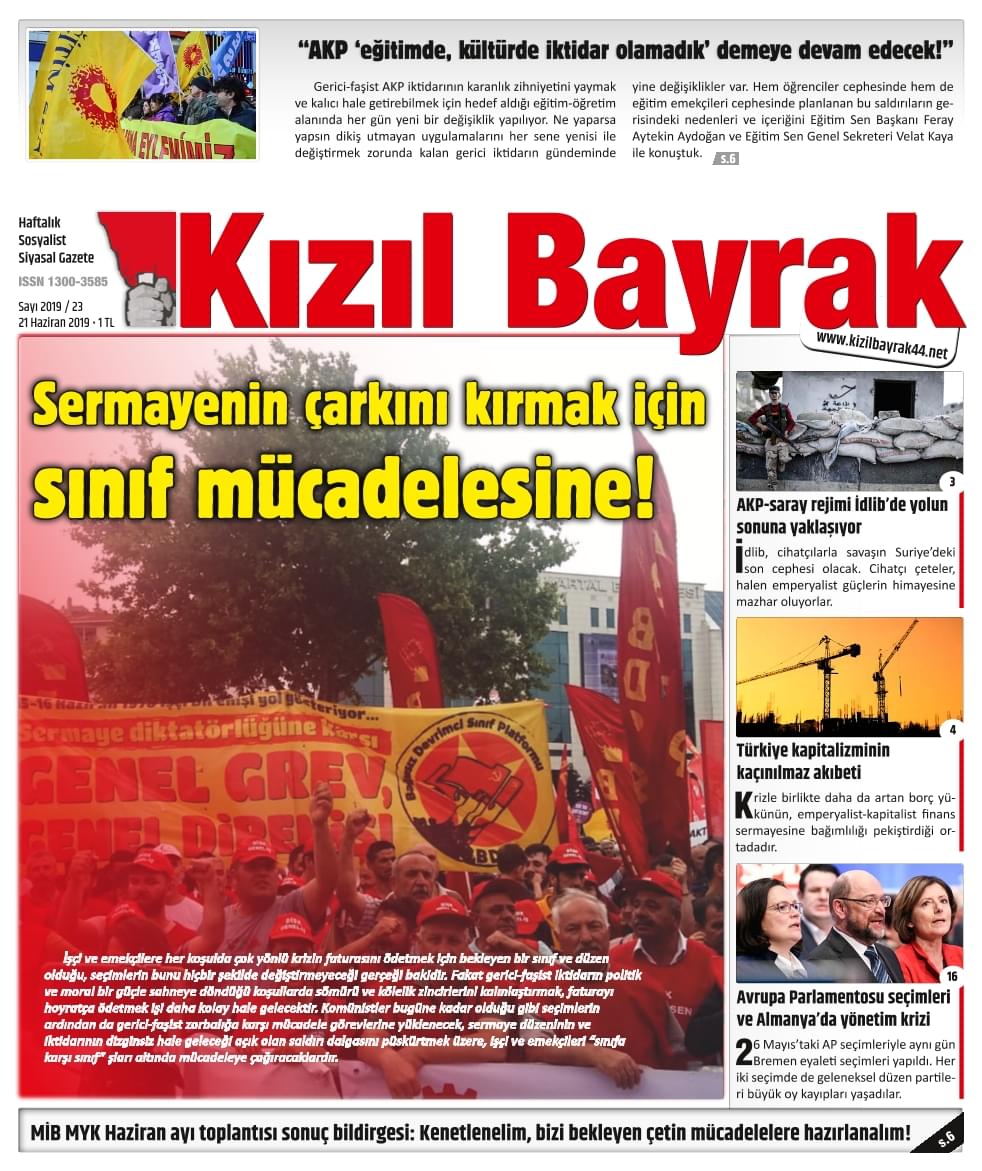 “AKP ‘eğitimde, kültürde iktidar olamadık’ demeye devam edecek!”
Gerici-faşist AKP iktidarının karanlık zihniyetini yaymak
ve kalıcı hale getirebilmek için hedef aldığı eğitim-öğretim
alanında her gün yeni bir değişiklik yapılıyor. Ne yaparsa
yapsın dikiş tutmayan uygulamalarını her sene yenisi ile
değiştirmek zorunda kalan gerici iktidarın gündeminde
yine değişiklikler var. Hem öğrenciler cephesinde hem de
eğitim emekçileri cephesinde planlanan bu saldırıların ge-
risindeki nedenleri ve içeriğini Eğitim Sen Başkanı Feray
Aytekin Aydoğan ve Eğitim Sen Genel Sekreteri Velat Kaya
ile konuştuk. s.6
Haftalık
Sosyalist
Siyasal Gazete
ISSN 1300-3585
Sayı 2019 / 23
21 Haziran 2019 • 1 TL
Kızıl Bayrak
www.kizilbayrak44.net
Sermayenin çarkını kırmak için
sınıf mücadelesine!
Sermaye diktatörlüğüne karşı
GENEL GREV,
GENEL DİRENİŞ!
Bağımsız Devrimci Sınıf Platformu
BDSP
İşçi ve emekçilere her koşulda çok yönlü krizin faturasını ödetmek için bekleyen bir sınıf ve düzen
olduğu, seçimlerin bunu hiçbir şekilde değiştirmeyeceği gerçeği bakidir. Fakat gerici-faşist iktidarın politik
ve moral bir güçle sahneye döndüğü koşullarda sömürü ve kölelik zincirlerini kalınlaştırmak, faturayı
hoyratça ödetmek işi daha kolay hale gelecektir. Komünistler bugüne kadar olduğu gibi seçimlerin
ardından da gerici-faşist zorbalığa karşı mücadele görevlerine yüklenecek, sermaye düzeninin ve
iktidarının dizginsiz hale geleceği açık olan saldırı dalgasını püskürtmek üzere, işçi ve emekçileri “sınıfa
karşı sınıf” şiarı altında mücadeleye çağıracaklardır.
3
AKP-saray rejimi İdlib’de yolun
sonuna yaklaşıyor
İdlib, cihatçılarla savaşın Suriye’deki
son cephesi olacak. Cihatçı çeteler,
halen emperyalist güçlerin himayesine
mazhar oluyorlar.
4
Türkiye kapitalizminin
kaçınılmaz akıbeti
Krizle birlikte daha da artan borç yü-
künün, emperyalist-kapitalist finans
sermayesine bağımlılığı pekiştirdiği or-
tadadır.
16
Avrupa Parlamentosu seçimleri
ve Almanya’da yönetim krizi
26 Mayıs’taki AP seçimleriyle aynı gün
Bremen eyaleti seçimleri yapıldı. Her
iki seçimde de geleneksel düzen partile-
ri büyük oy kayıpları yaşadılar.
MİB MYK Haziran ayı toplantısı sonuç bildirgesi: Kenetlenelim, bizi bekleyen çetin mücadelelere hazırlanalım!
s.6